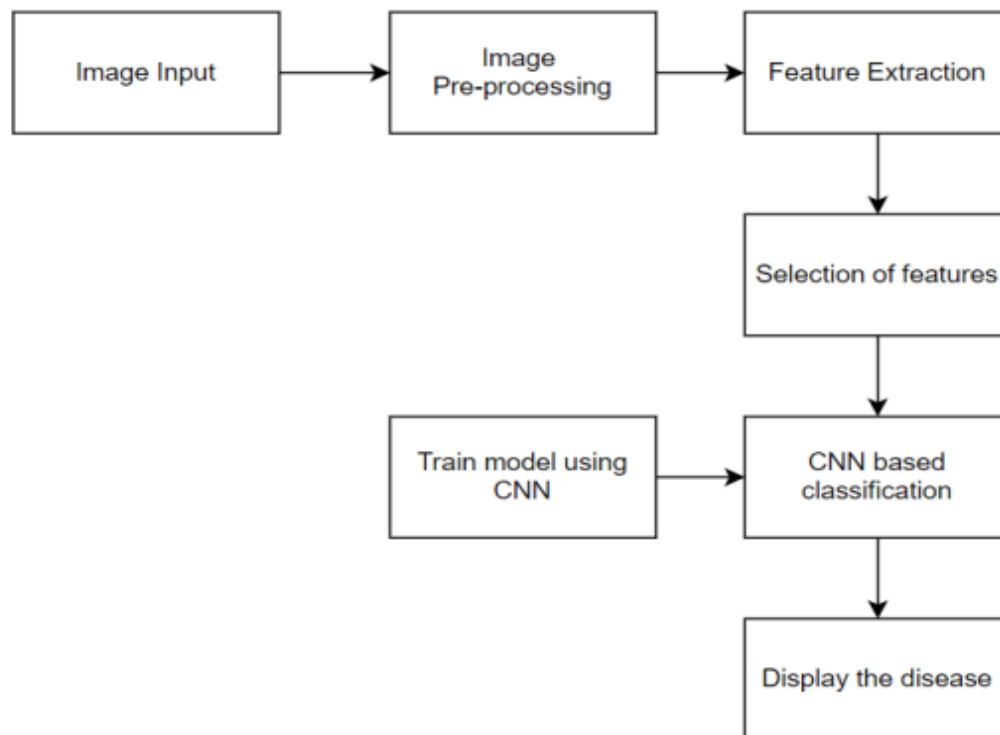 Image Input
Image
Pre-processing
Feature Extraction
Selection of features
Train model using
CNN
CNN based
classification
Display the disease